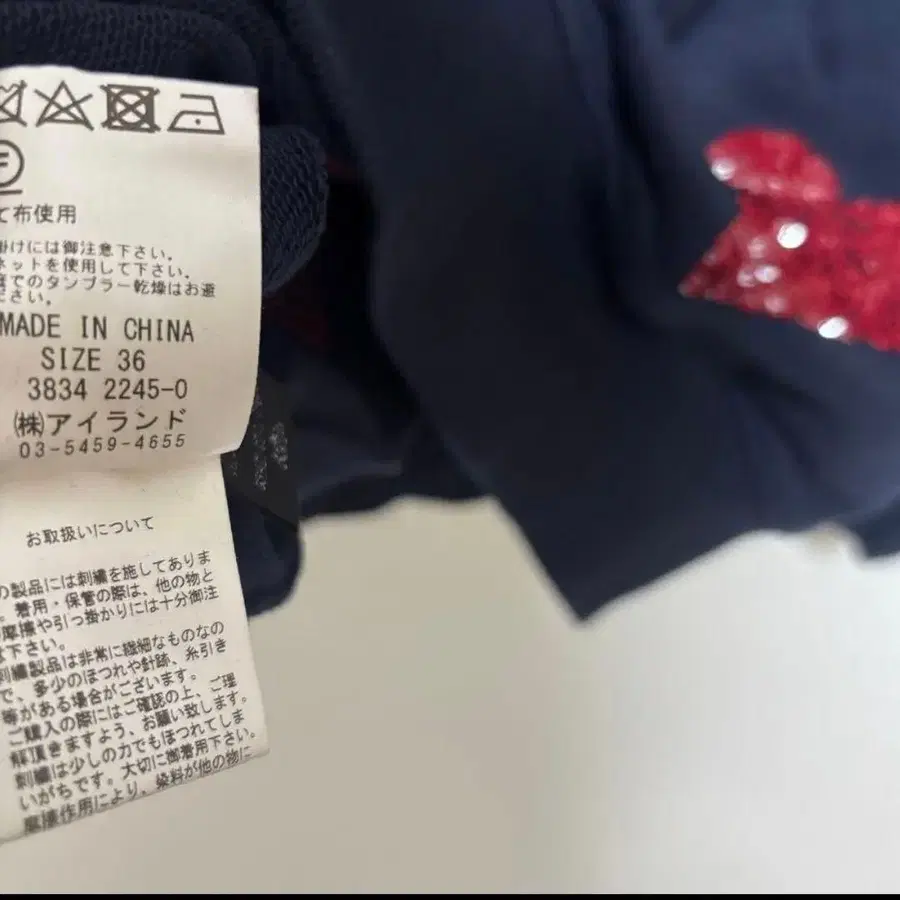 F
て布使用
掛けには御注意下さい。
ネットを使用して下さい。
でのタンブラー乾燥はお避
ださい。
MADE IN CHINA
SIZE 36
3834 2245-0
(株)アイランド
03-5459-4655
お取扱いについて
の製品には刺繍を施してありま
。着用・保管の際は、他の物と
摩擦や引っ掛かりには十分御注
下さい。
刺繍製品は非常に繊細なものなの
で、多少のほつれや針跡、糸引き
等がある場合がございます。
ご購入の際にはご確認の上、ご理
解頂きますよう、お願い致します。
刺繍は少しの力でもほつれてしま
いがちです。大切に御着用下さい。
摩擦作用により、染料が他の物に